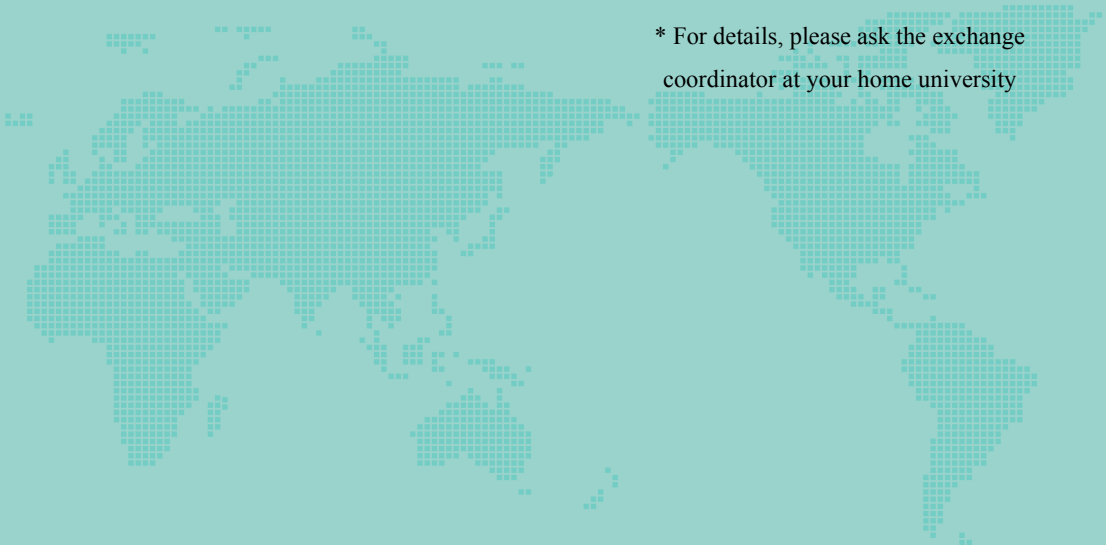 * For details, please ask the exchange
coordinator at your home university